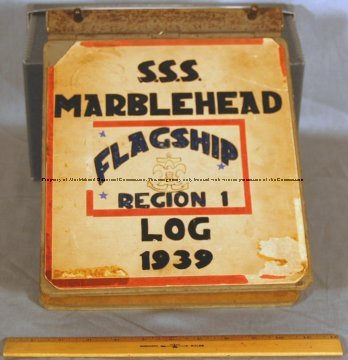 S.S.S.
MARBLEHEAD
FLAGSHIP
REGION 1
LOG
1939